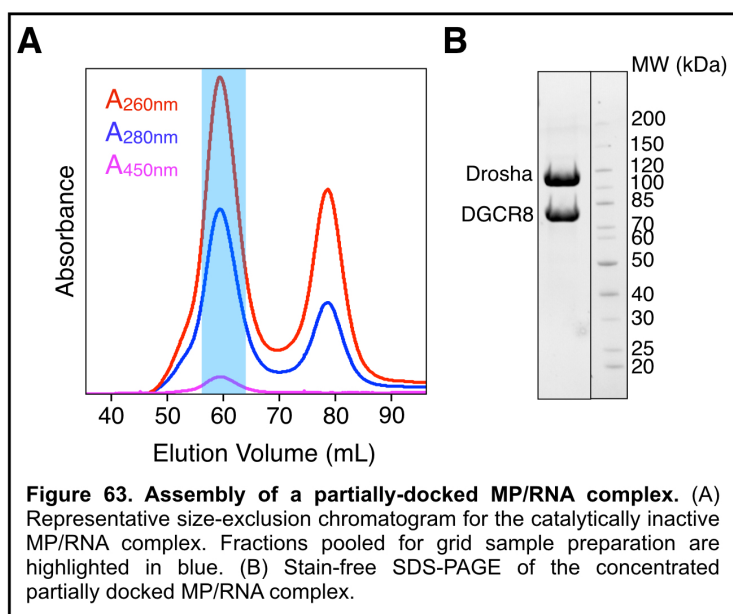 A
B
MW (kDa)
A260nm
A280nm
A450nm
Absorbance
40 50 60 70 80 90
Elution Volume (mL)
Drosha
DGCR8
200
150
120
100
85
70
60
50
40
30
25
20
Figure 63. Assembly of a partially-docked MP/RNA complex. (A)
Representative size-exclusion chromatogram for the catalytically inactive
MP/RNA complex. Fractions pooled for grid sample preparation are
highlighted in blue. (B) Stain-free SDS-PAGE of the concentrated
partially docked MP/RNA complex.